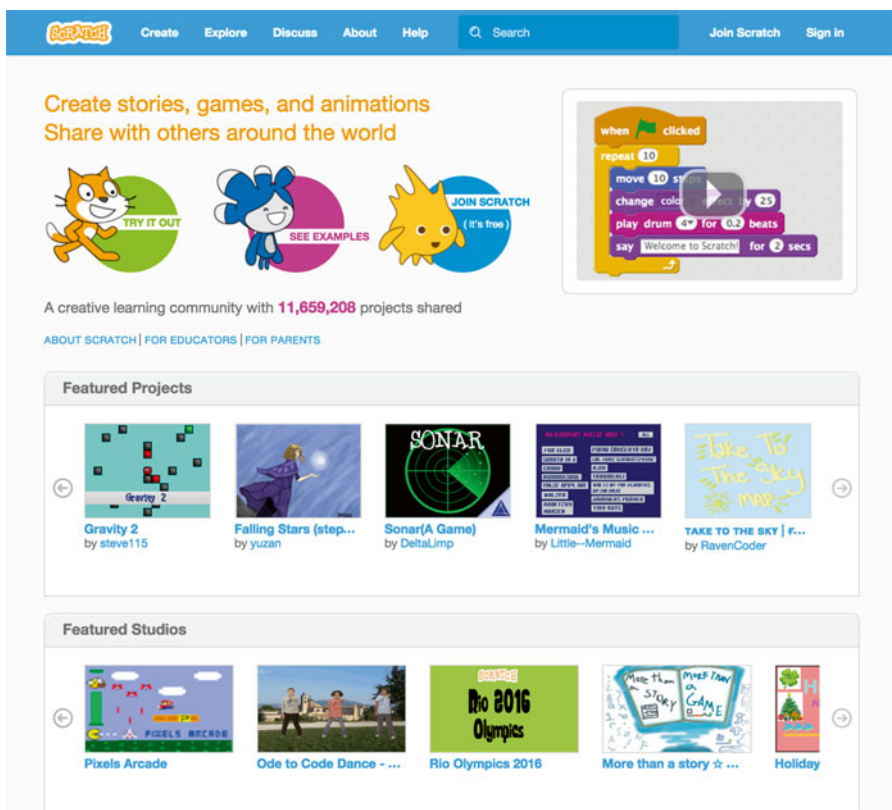 SCRATCH Create Explore Discuss About Help Search Join Scratch Sign in
Create stories, games, and animations
Share with others around the world
TRY IT OUT
SEE EXAMPLES
JOIN SCRATCH
( it's free )
when clicked
repeat 10
move 10 steps
change color effect by 25
play drum 4 for 0.2 beats
say Welcome to Scratch! for 2 secs
A creative learning community with 11,659,208 projects shared
ABOUT SCRATCH | FOR EDUCATORS | FOR PARENTS
Featured Projects
Gravity 2
SONAR
Take To
The Sky
MAP
Gravity 2
by steve115
Falling Stars (step...
by yuzan
Sonar(A Game)
by DeltaLimp
Mermaid's Music ...
by Little--Mermaid
TAKE TO THE SKY | F...
by RavenCoder
Featured Studios
PIXELS ARCADE
SCRATCH
Rio 2016
Olympics
More than
a STORY
MORE THAN
a
GAME
Pixels Arcade
Ode to Code Dance - ...
Rio Olympics 2016
More than a story ☆ ...
Holiday